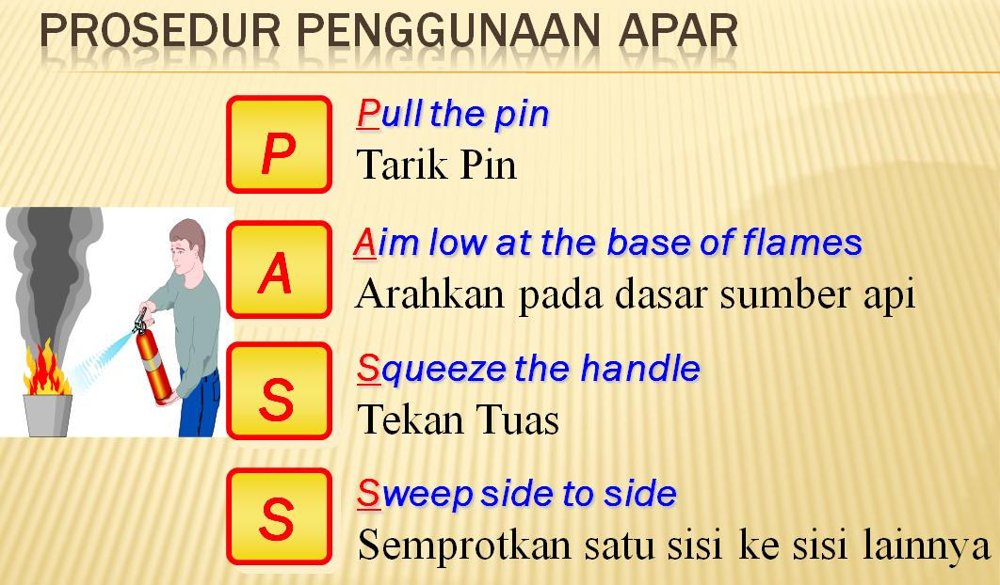 PROSEDUR PENGGUNAAN APAR
P
Pull the pin
Tarik Pin
A
Aim low at the base of flames
Arahkan pada dasar sumber api
S
Squeeze the handle
Tekan Tuas
S
Sweep side to side
Semprotkan satu sisi ke sisi lainnya